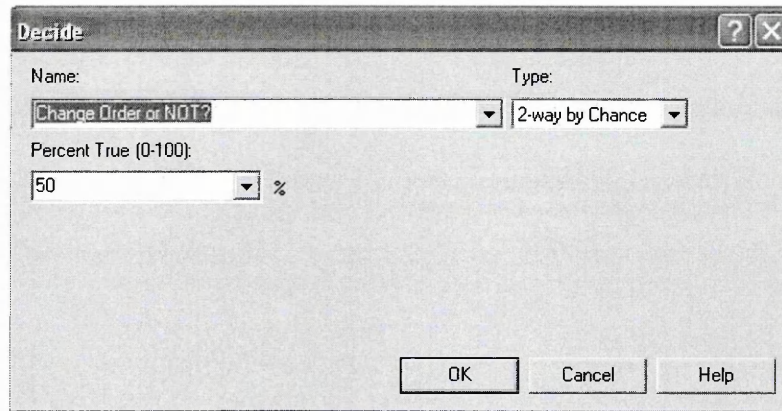 Decide
Name: Type:
Change Order or NOT? 2-way by Chance
Percent True (0-100):
50 %
OK Cancel Help